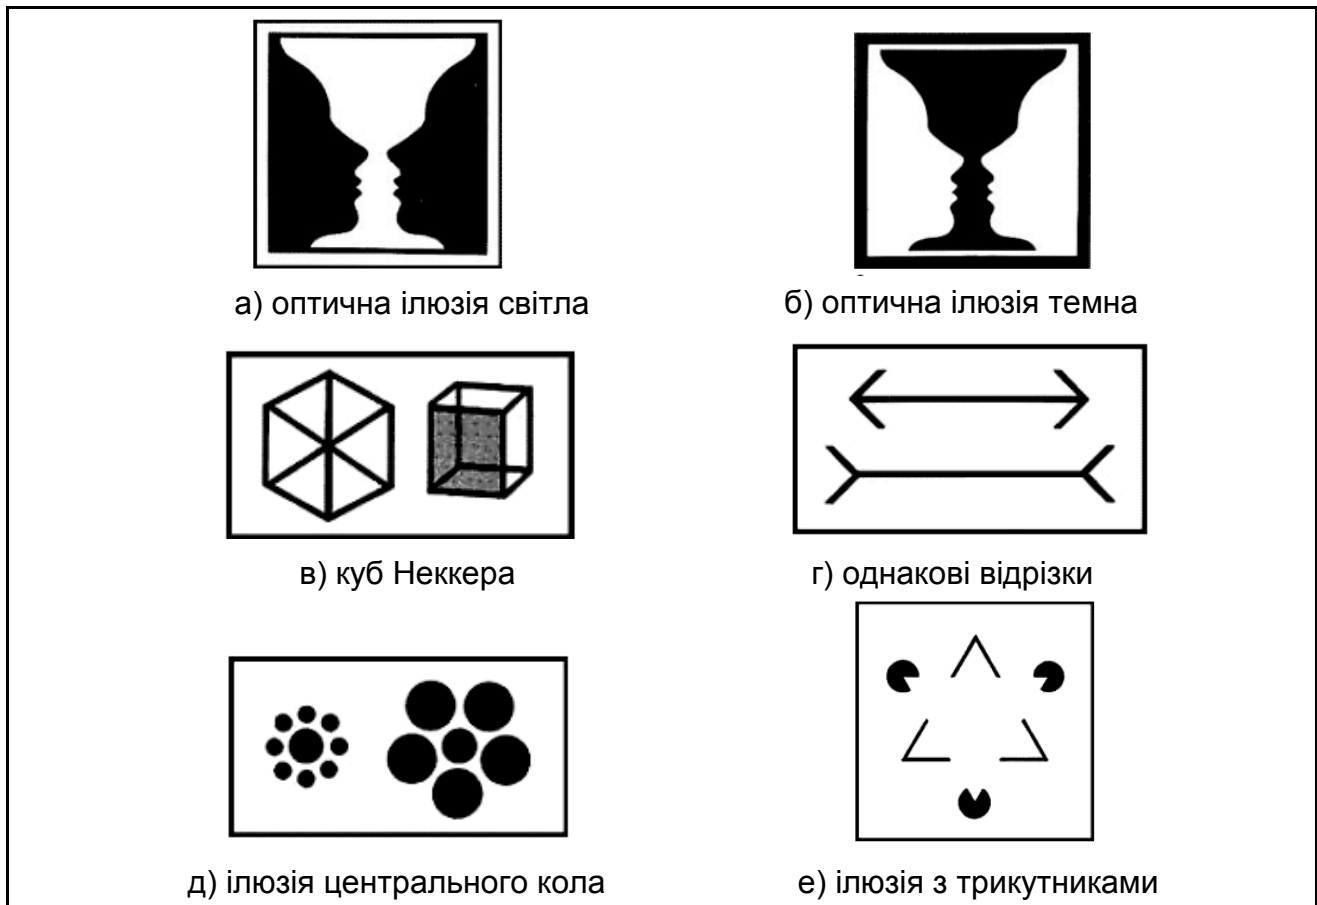 а) оптична ілюзія світла
б) оптична ілюзія темна
в) куб Неккера
г) однакові відрізки
д) ілюзія центрального кола
е) ілюзія з трикутниками